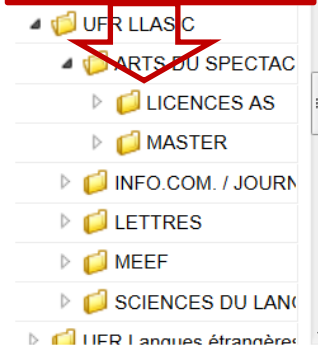 UFR LLASIC
ARTS DU SPECTAC
LICENCES AS
MASTER
INFO.COM. / JOURN
LETTRES
MEEF
SCIENCES DU LANG
UFR Langues étrangères